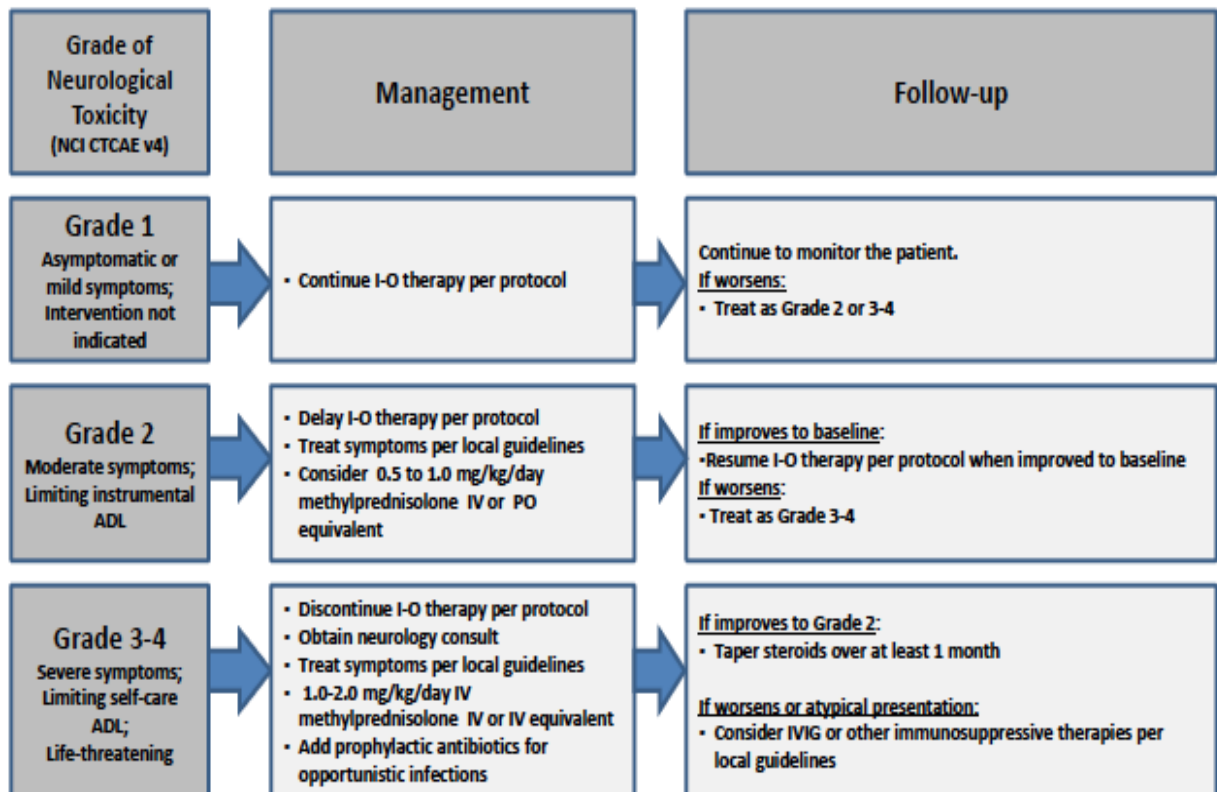 Grade of
Neurological
Toxicity
(NCI CTCAE v4)
Management
Follow-up
Grade 1
Asymptomatic or
mild symptoms;
Intervention not
indicated
▪ Continue I-O therapy per protocol
Continue to monitor the patient.
If worsens:
▪ Treat as Grade 2 or 3-4
Grade 2
Moderate symptoms;
Limiting instrumental
ADL
▪ Delay I-O therapy per protocol
▪ Treat symptoms per local guidelines
▪ Consider 0.5 to 1.0 mg/kg/day
methylprednisolone IV or PO
equivalent
If improves to baseline:
▪Resume I-O therapy per protocol when improved to baseline
If worsens:
▪ Treat as Grade 3-4
Grade 3-4
Severe symptoms;
Limiting self-care
ADL;
Life-threatening
▪ Discontinue I-O therapy per protocol
▪ Obtain neurology consult
▪ Treat symptoms per local guidelines
▪ 1.0-2.0 mg/kg/day IV
methylprednisolone IV or IV equivalent
▪ Add prophylactic antibiotics for
opportunistic infections
If improves to Grade 2:
▪ Taper steroids over at least 1 month
If worsens or atypical presentation:
▪ Consider IVIG or other immunosuppressive therapies per
local guidelines